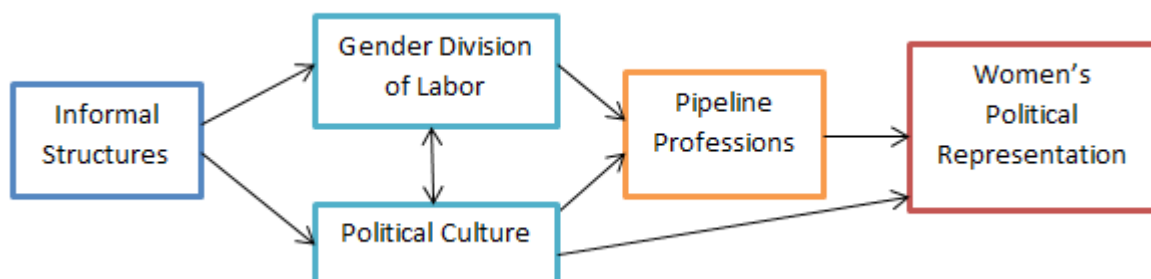 Informal
Structures
Gender Division
of Labor
Political Culture
Pipeline
Professions
Women’s
Political
Representation